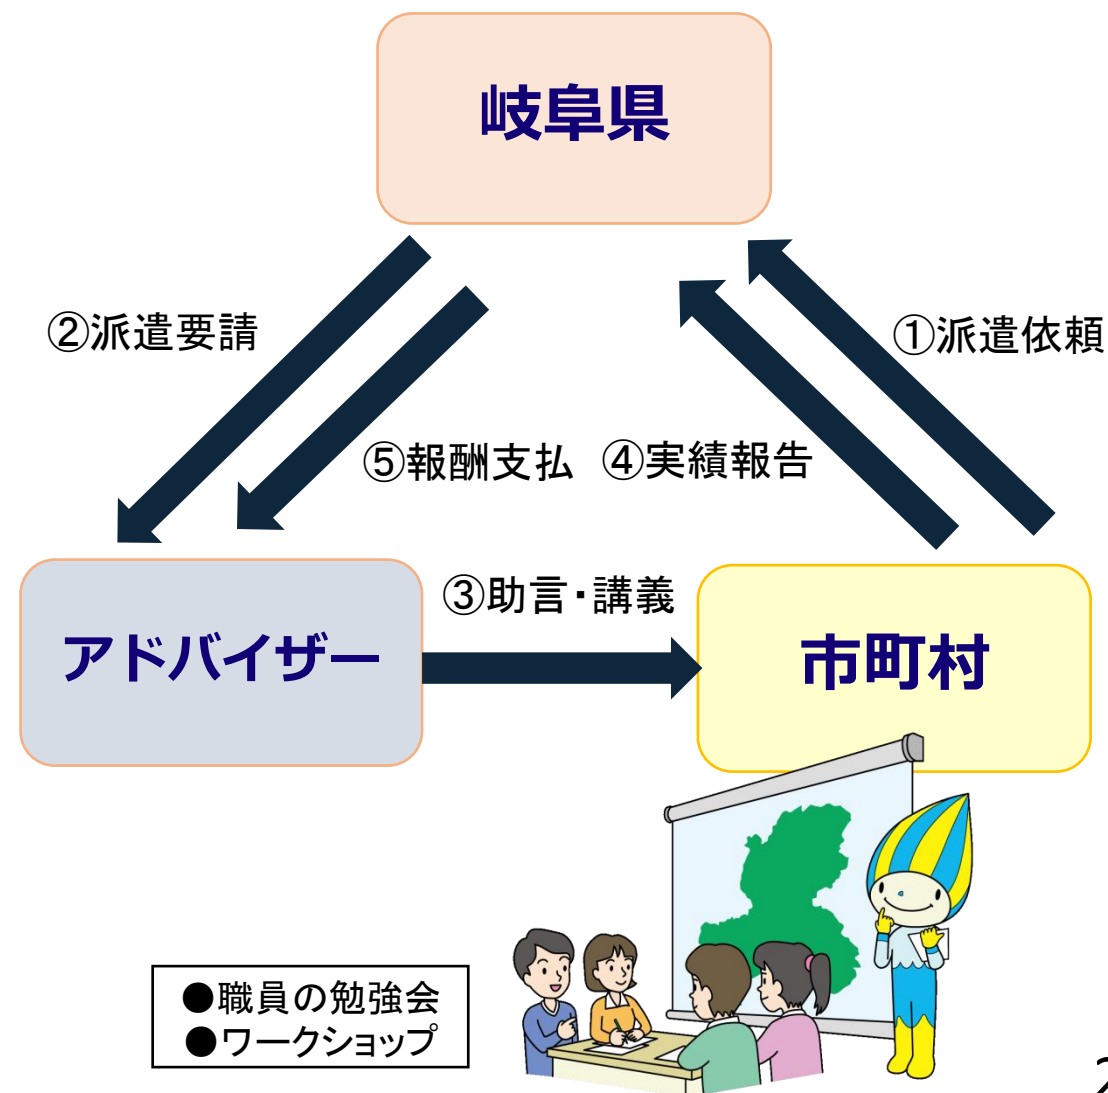 岐阜県
②派遣要請
①派遣依頼
⑤報酬支払
④実績報告
③助言・講義
アドバイザー
市町村
●職員の勉強会
●ワークショップ